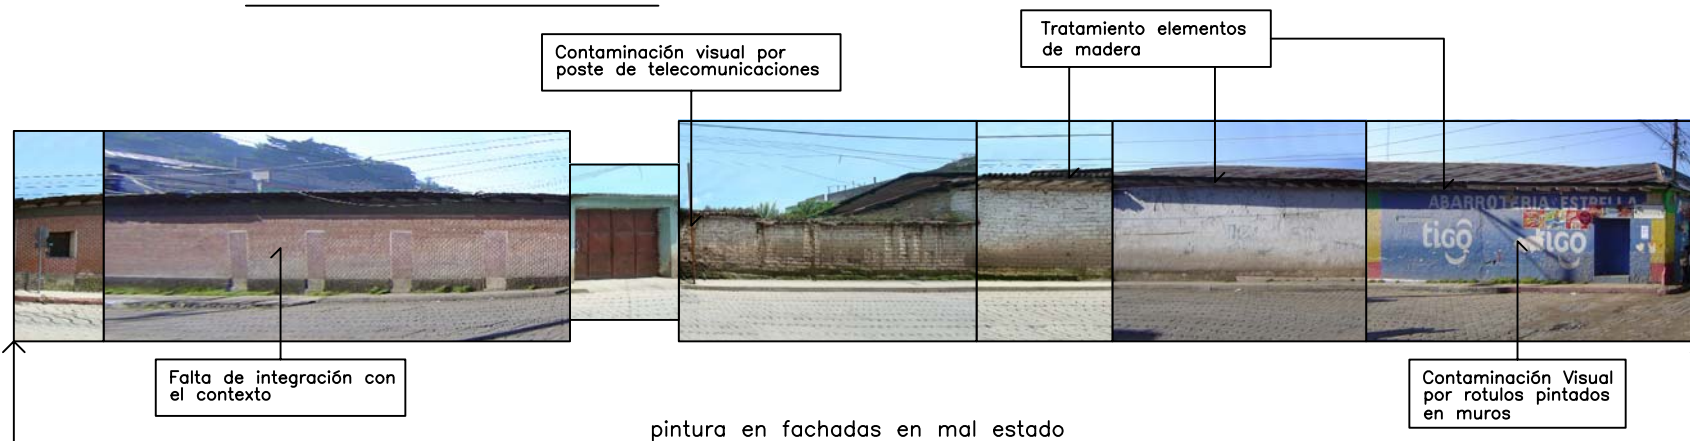 Tratamiento elementos
de madera
Contaminación visual por
poste de telecomunicaciones
ABARROTERIA ESTRELLA
tigo
tigo
Falta de integración con
el contexto
Contaminación Visual
por rotulos pintados
en muros
pintura en fachadas en mal estado